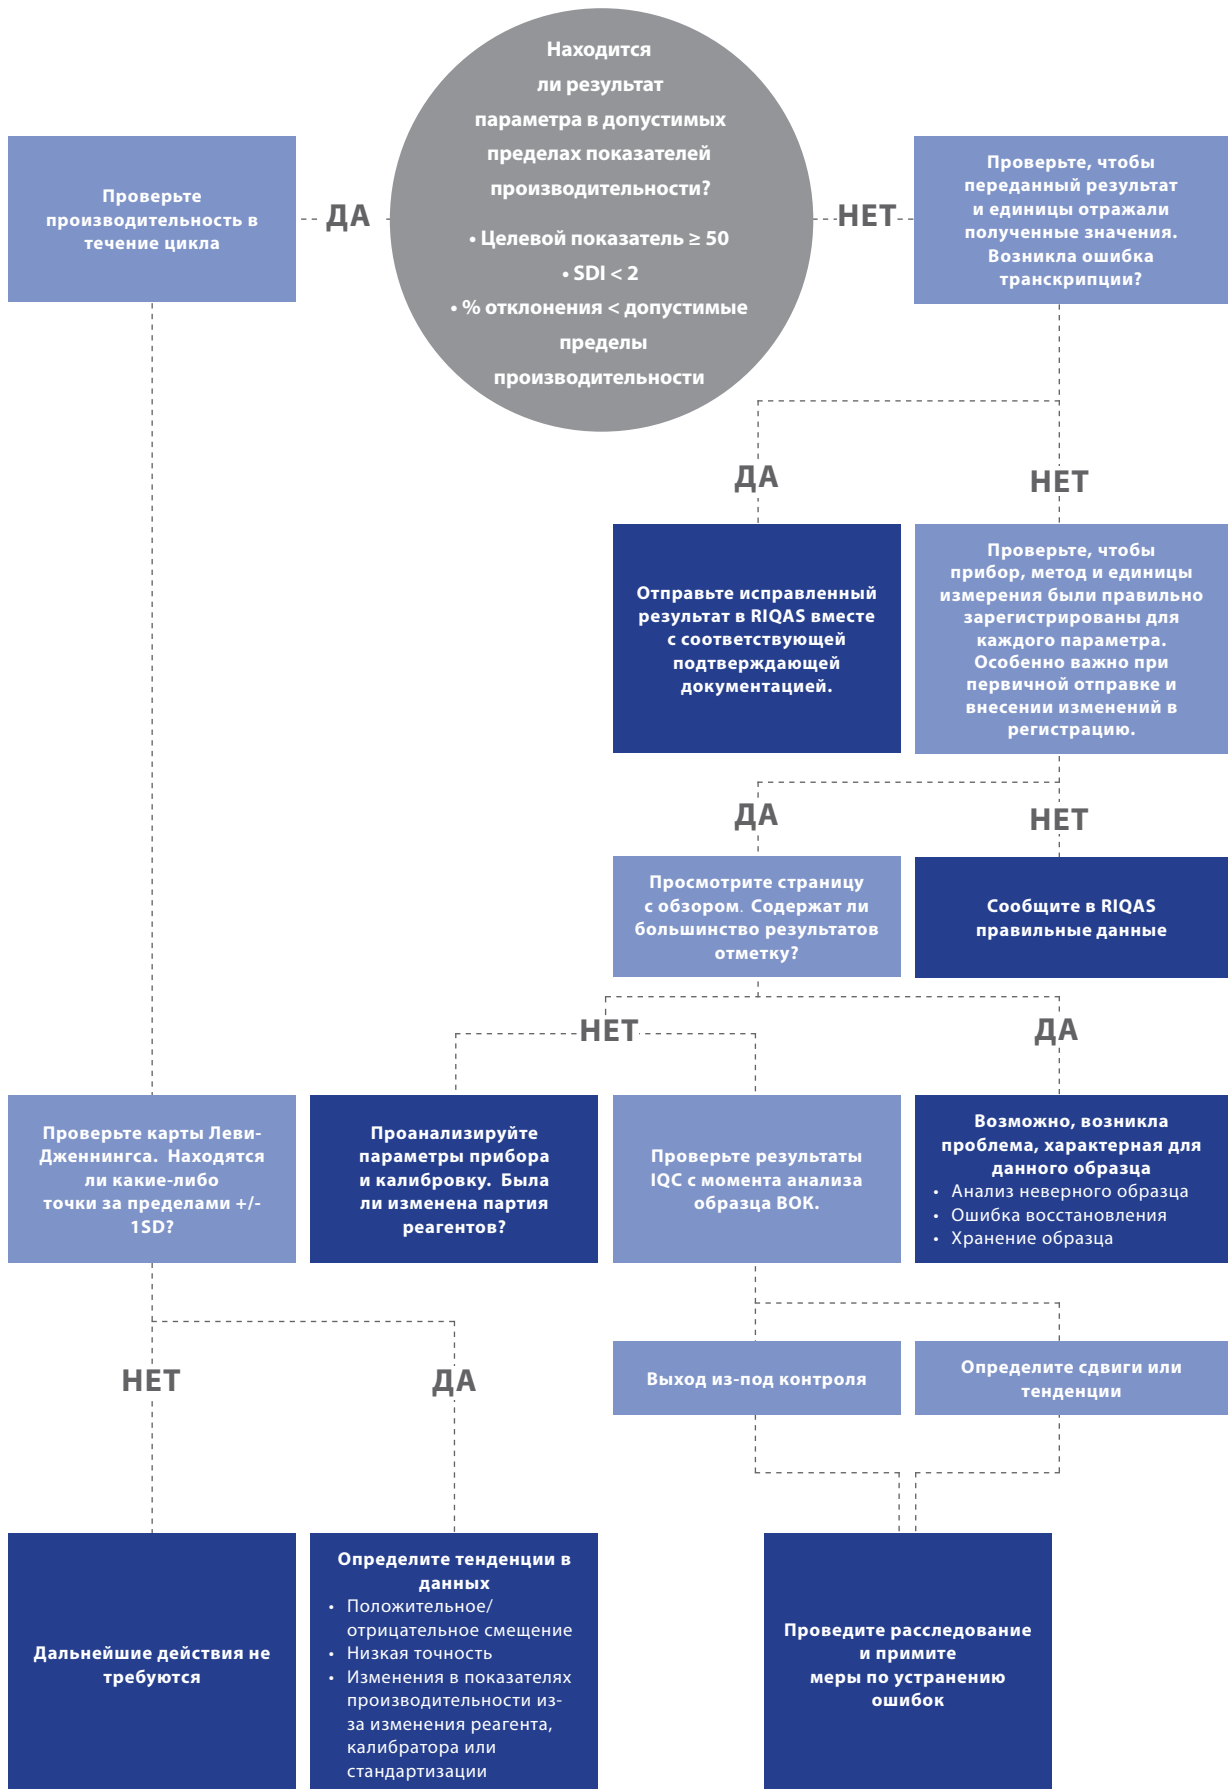 Находится
ли результат
параметра в допустимых
пределах показателей
производительности?
• Целевой показатель ≥ 50
• SDI < 2
• % отклонения < допустимые
пределы
производительности
Проверьте
производительность в
течение цикла
ДА
НЕТ
Проверьте, чтобы
переданный результат
и единицы отражали
полученные значения.
Возникла ошибка
транскрипции?
ДА
НЕТ
Отправьте исправленный
результат в RIQAS вместе
с соответствующей
подтверждающей
документацией.
Проверьте, чтобы
прибор, метод и единицы
измерения были правильно
зарегистрированы для
каждого параметра.
Особенно важно при
первичной отправке и
внесении изменений в
регистрацию.
ДА
НЕТ
Просмотрите страницу
с обзором. Содержат ли
большинство результатов
отметку?
Сообщите в RIQAS
правильные данные
НЕТ
ДА
Проверьте карты Леви-
Дженнингса. Находятся
ли какие-либо
точки за пределами +/-
1SD?
Проанализируйте
параметры прибора
и калибровку. Была
ли изменена партия
реагентов?
Проверьте результаты
IQC с момента анализа
образца ВОК.
Возможно, возникла
проблема, характерная для
данного образца
• Анализ неверного образца
• Ошибка восстановления
• Хранение образца
НЕТ
ДА
Выход из-под контроля
Определите сдвиги или
тенденции
Дальнейшие действия не
требуются
Определите тенденции в
данных
• Положительное/
отрицательное смещение
• Низкая точность
• Изменения в показателях
производительности из-
за изменения реагента,
калибратора или
стандартизации
Проведите расследование
и примите
меры по устранению
ошибок